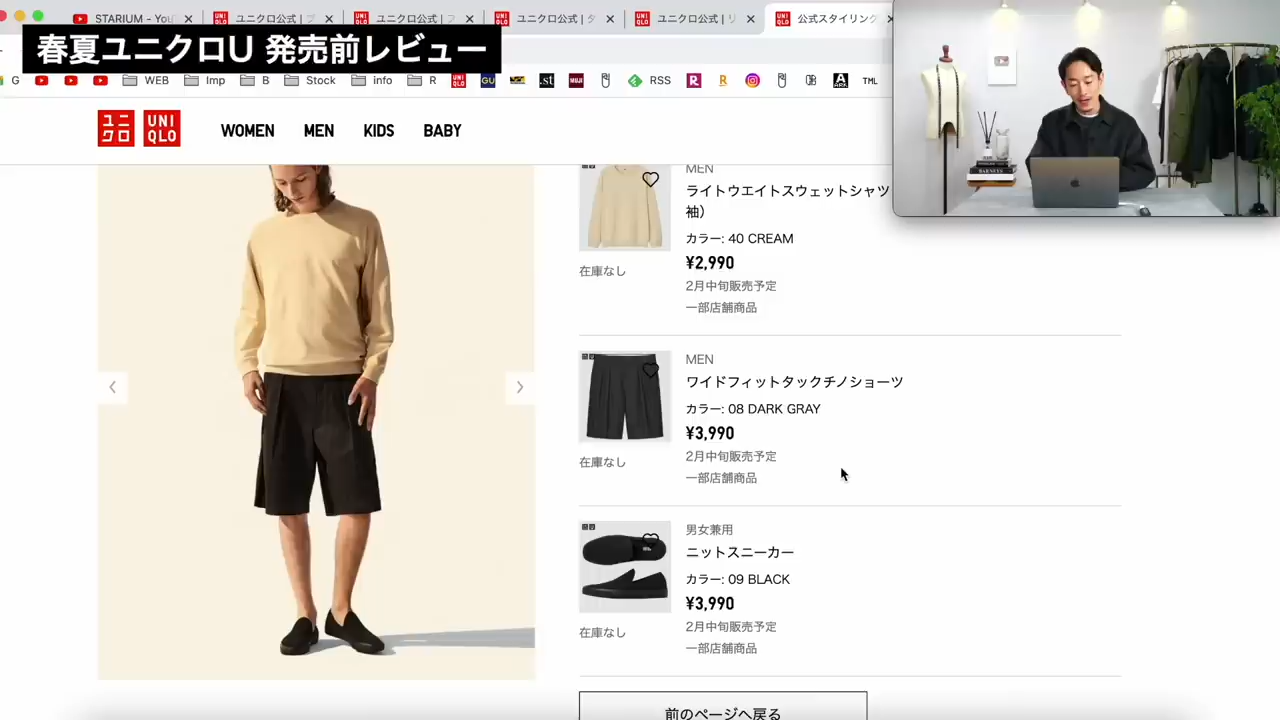 STARIUM - You
ユニクロ公式 | プ
ユニクロ公式 | フ
ユニクロ公式 | タ
ユニクロ公式 | リ
公式スタイリング
春夏ユニクロU 発売前レビュー
G
WEB
Imp
B
Stock
info
R
UNI QLO
GU
.st
MUJI
RSS
R
R
A
TML
ユニ
クロ
UNI
QLO
WOMEN
MEN
KIDS
BABY
BARNEYS
MEN
ライトウエイトスウェットシャツ
袖）
カラー: 40 CREAM
¥2,990
在庫なし
2月中旬販売予定
一部店舗商品
MEN
ワイドフィットタックチノショーツ
カラー: 08 DARK GRAY
¥3,990
在庫なし
2月中旬販売予定
一部店舗商品
男女兼用
ニットスニーカー
カラー: 09 BLACK
¥3,990
在庫なし
2月中旬販売予定
一部店舗商品
前のページへ戻る